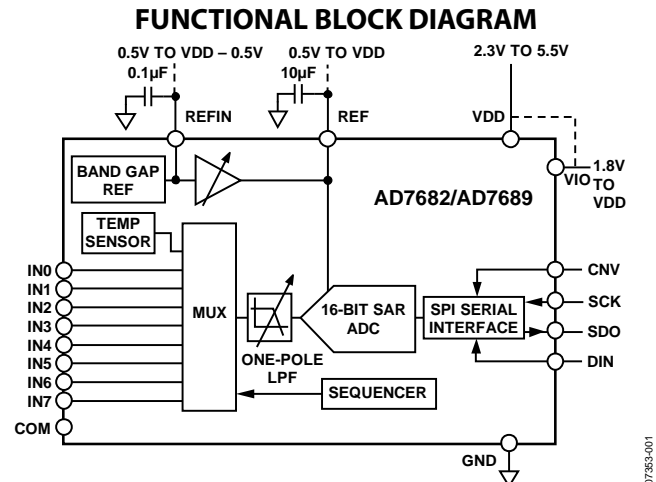 FUNCTIONAL BLOCK DIAGRAM
0.5V TO VDD – 0.5V
0.5V TO VDD
2.3V TO 5.5V
0.1µF
10µF
REFIN
REF
VDD
BAND GAP
REF
AD7682/AD7689
VIO
1.8V
TO
VDD
TEMP
SENSOR
IN0
IN1
IN2
IN3
IN4
IN5
IN6
IN7
COM
MUX
ONE-POLE
LPF
16-BIT SAR
ADC
SPI SERIAL
INTERFACE
CNV
SCK
SDO
DIN
SEQUENCER
GND
07353-001